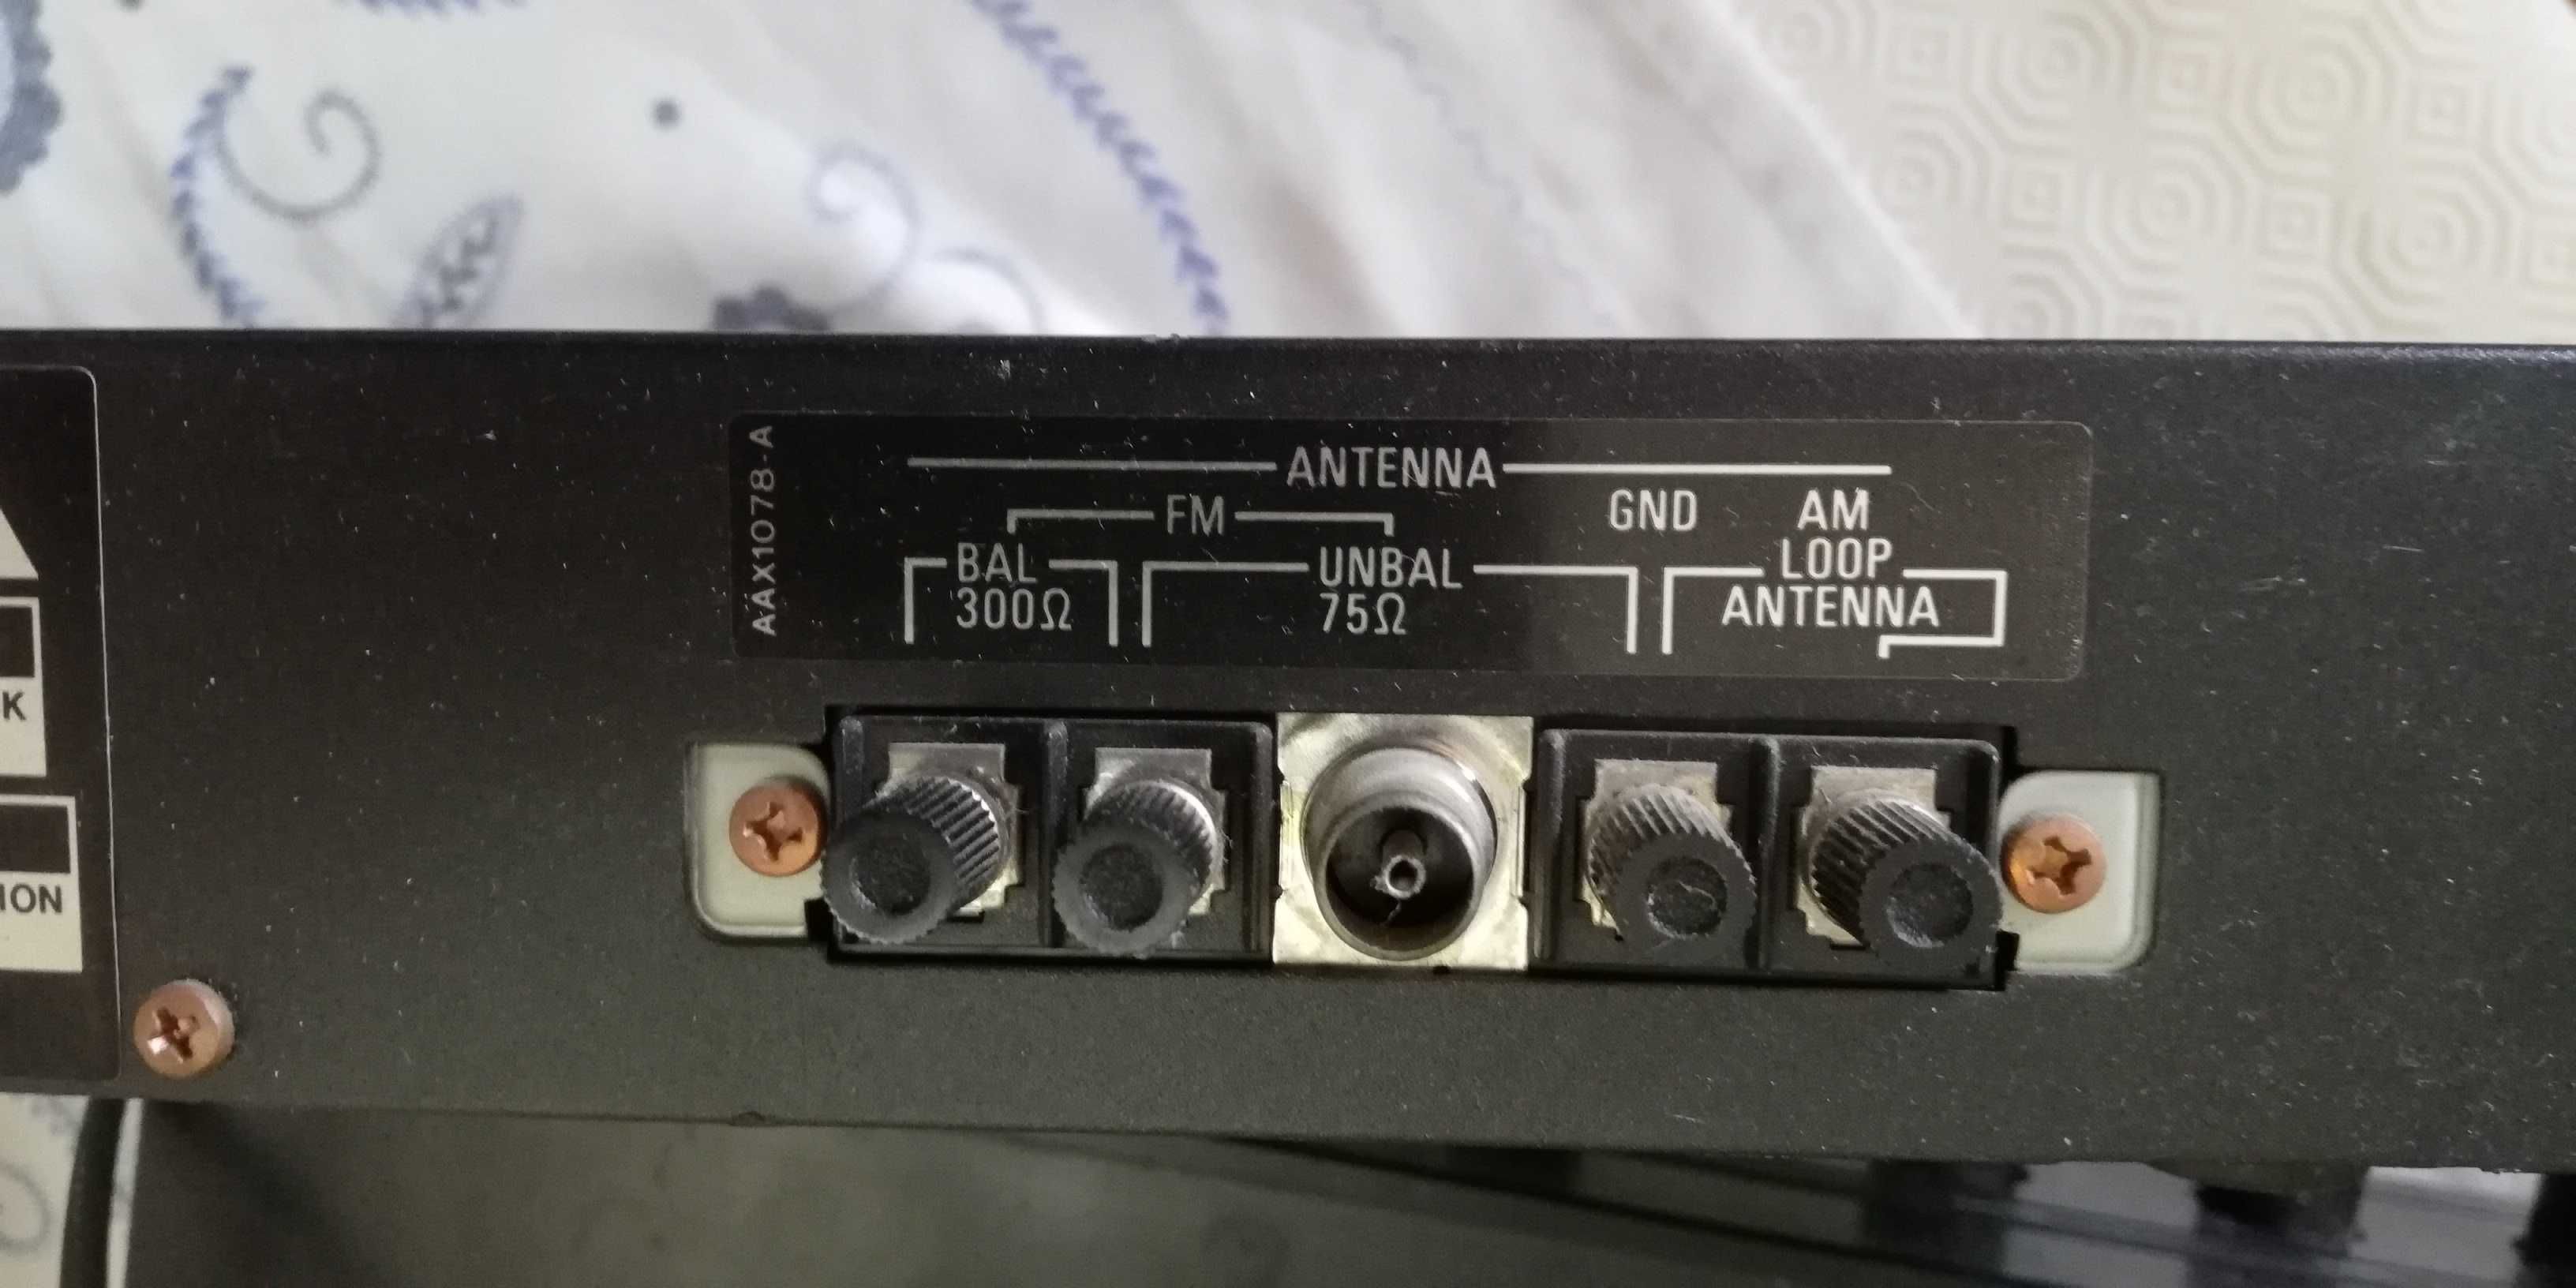 ANTENNA
FM
GND
AM
LOOP
ANTENNA
BAL
300Ω
UNBAL
75Ω
AAX1078-A
K
ION